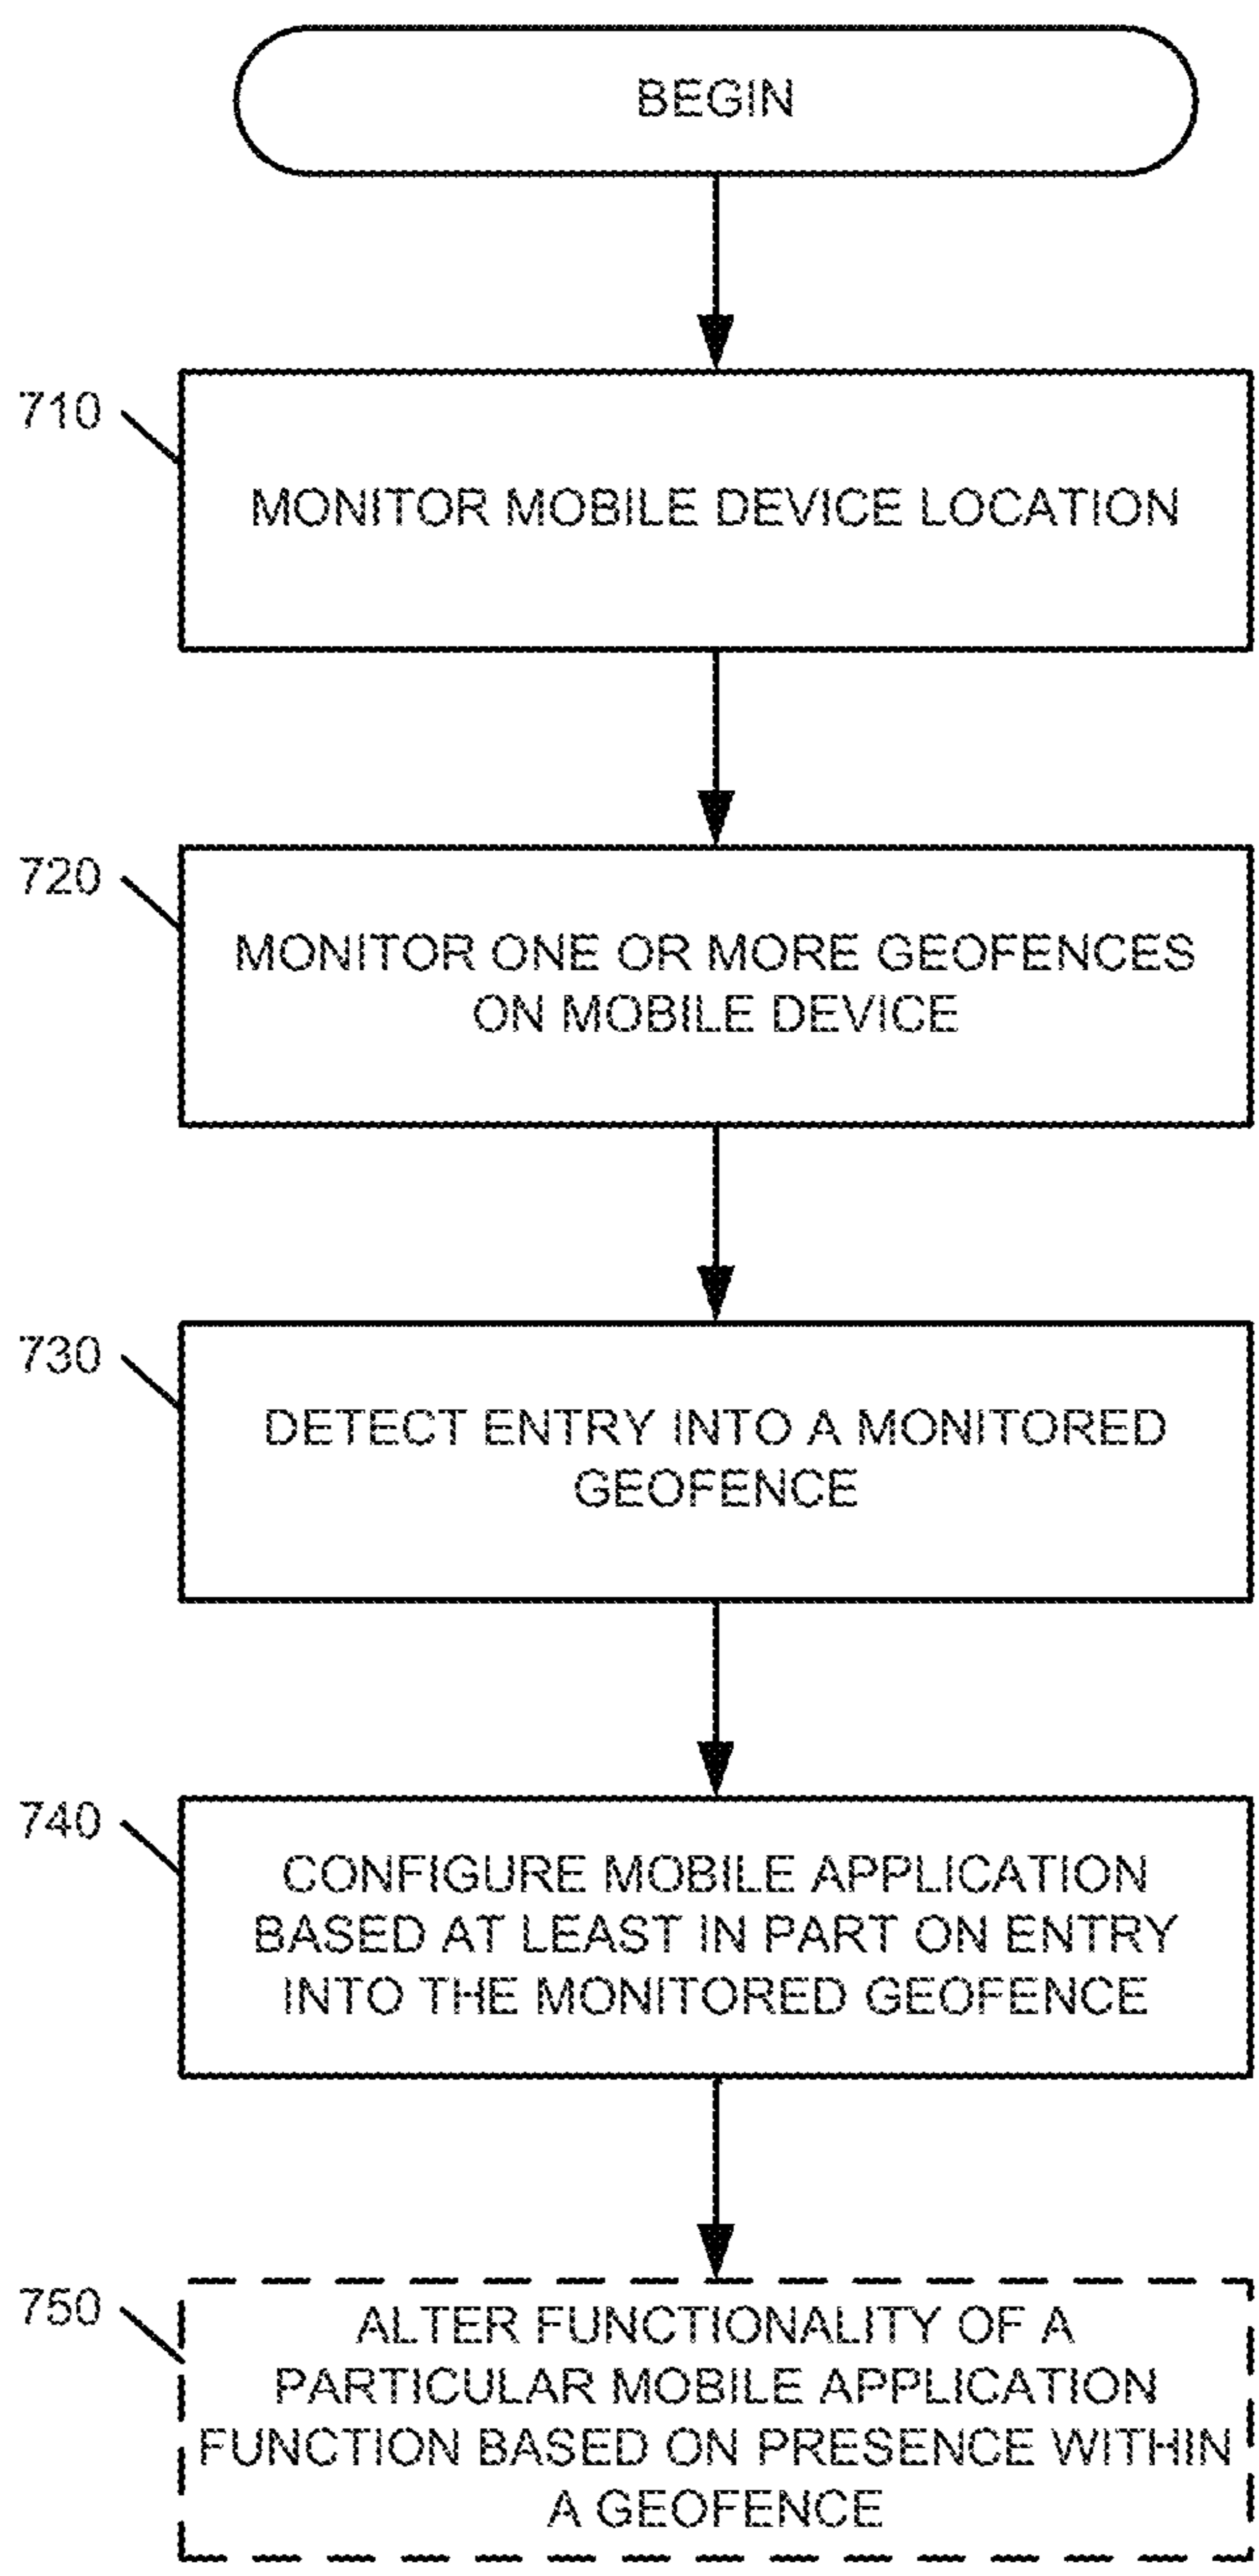 BEGIN
710
MONITOR MOBILE DEVICE LOCATION
720
MONITOR ONE OR MORE GEOFENCES
ON MOBILE DEVICE
730
DETECT ENTRY INTO A MONITORED
GEOFENCE
740
CONFIGURE MOBILE APPLICATION
BASED AT LEAST IN PART ON ENTRY
INTO THE MONITORED GEOFENCE
750
ALTER FUNCTIONALITY OF A
PARTICULAR MOBILE APPLICATION
FUNCTION BASED ON PRESENCE WITHIN
A GEOFENCE